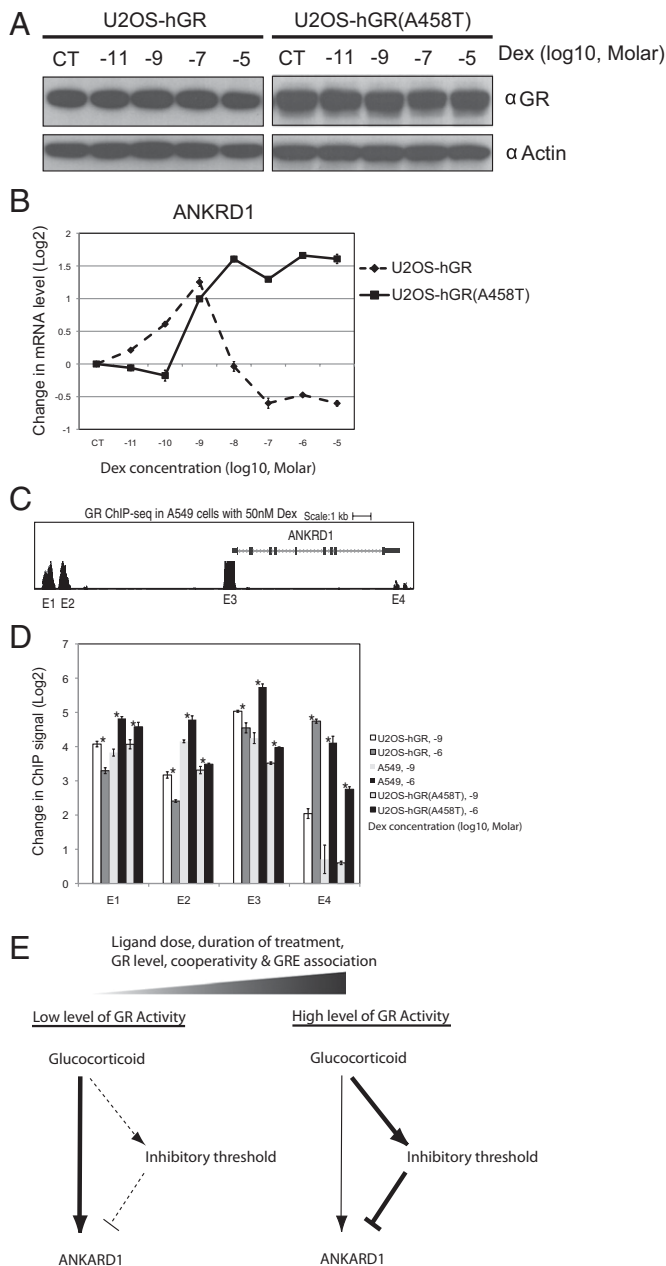 A
U2OS-hGR U2OS-hGR(A458T)
CT -11 -9 -7 -5 CT -11 -9 -7 -5 Dex (log10, Molar)
αGR
αActin
B
ANKRD1
Change in mRNA level (Log2)
2
1.5
1
0.5
0
-0.5
-1
CT -11 -10 -9 -8 -7 -6 -5
Dex concentration (log10, Molar)
U2OS-hGR
U2OS-hGR(A458T)
C
GR ChIP-seq in A549 cells with 50nM Dex Scale:1 kb
ANKRD1
E1 E2 E3 E4
D
Change in ChIP signal (Log2)
7
6
5
4
3
2
1
0
* * * * * * * * * * * *
E1 E2 E3 E4
U2OS-hGR, -9
U2OS-hGR, -6
A549, -9
A549, -6
U2OS-hGR(A458T), -9
U2OS-hGR(A458T), -6
Dex concentration (log10, Molar)
E
Ligand dose, duration of treatment,
GR level, cooperativity & GRE association
Low level of GR Activity High level of GR Activity
Glucocorticoid Glucocorticoid
Inhibitory threshold Inhibitory threshold
ANKARD1 ANKARD1